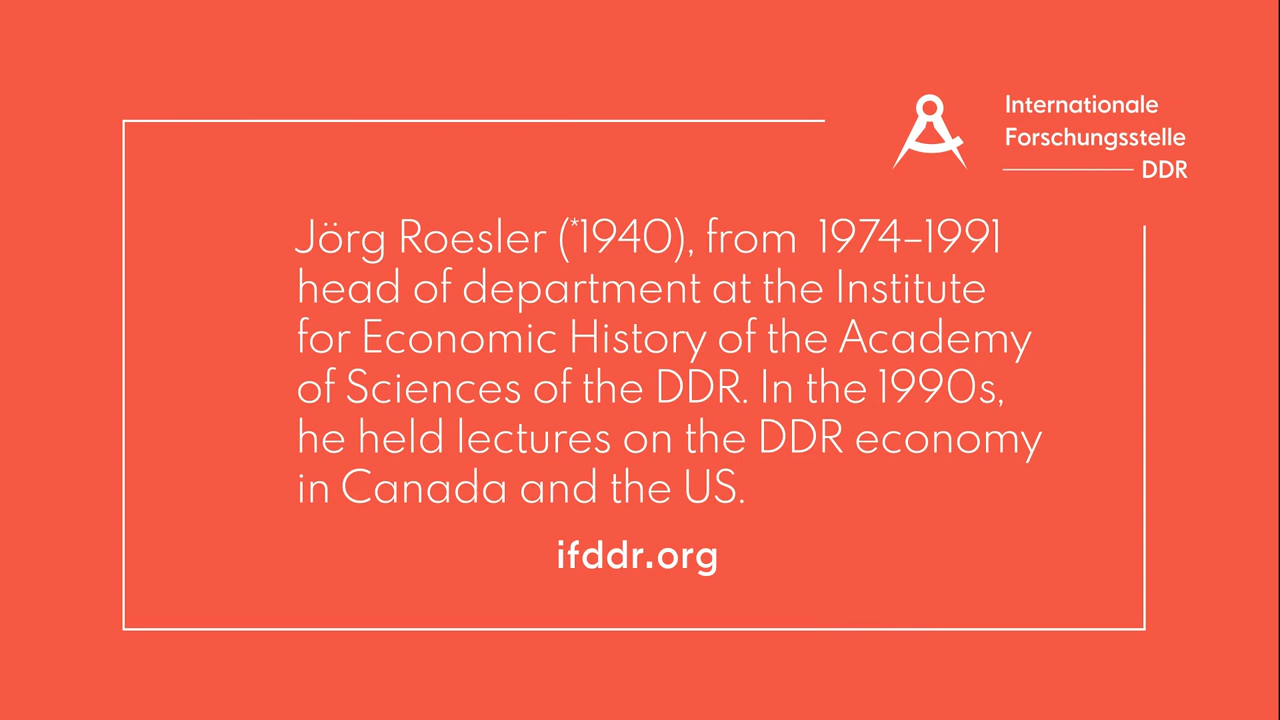 Internationale
Forschungsstelle
DDR
Jörg Roesler (*1940), from 1974–1991
head of department at the Institute
for Economic History of the Academy
of Sciences of the DDR. In the 1990s,
he held lectures on the DDR economy
in Canada and the US.
ifddr.org